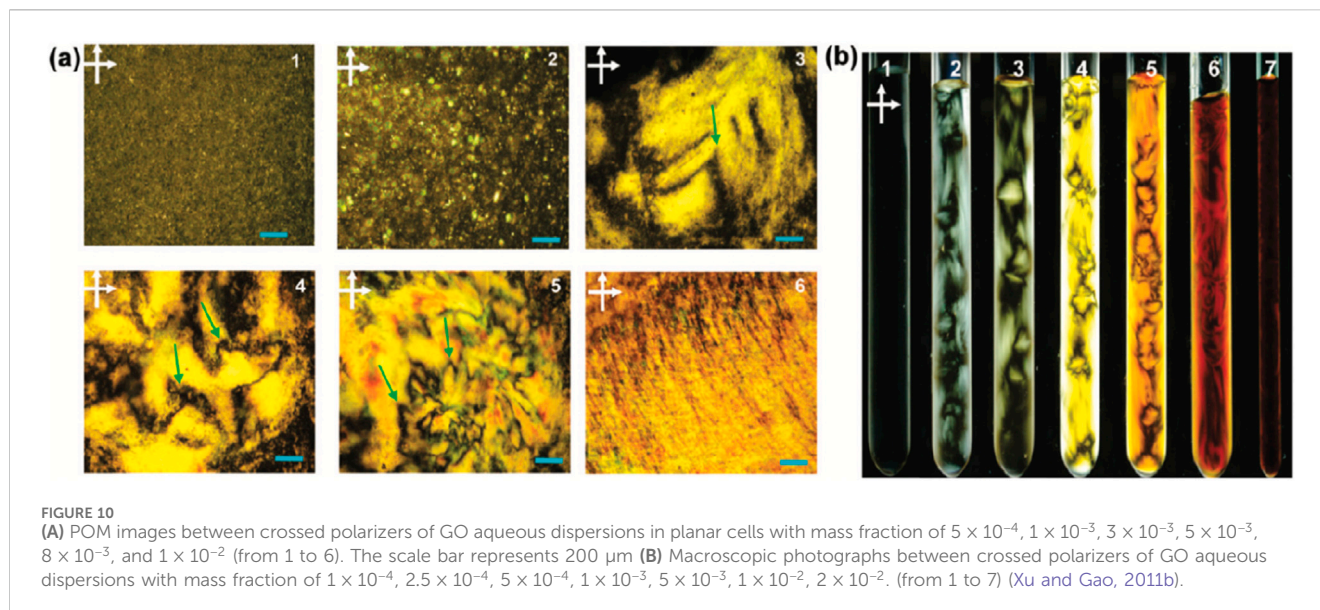 (a)
1
2
3
4
5
6
(b)
1
2
3
4
5
6
7
FIGURE 10
(A) POM images between crossed polarizers of GO aqueous dispersions in planar cells with mass fraction of 5 × 10⁻⁴, 1 × 10⁻³, 3 × 10⁻³, 5 × 10⁻³,
8 × 10⁻³, and 1 × 10⁻² (from 1 to 6). The scale bar represents 200 μm (B) Macroscopic photographs between crossed polarizers of GO aqueous
dispersions with mass fraction of 1 × 10⁻⁴, 2.5 × 10⁻⁴, 5 × 10⁻⁴, 1 × 10⁻³, 5 × 10⁻³, 1 × 10⁻², 2 × 10⁻². (from 1 to 7) (Xu and Gao, 2011b).